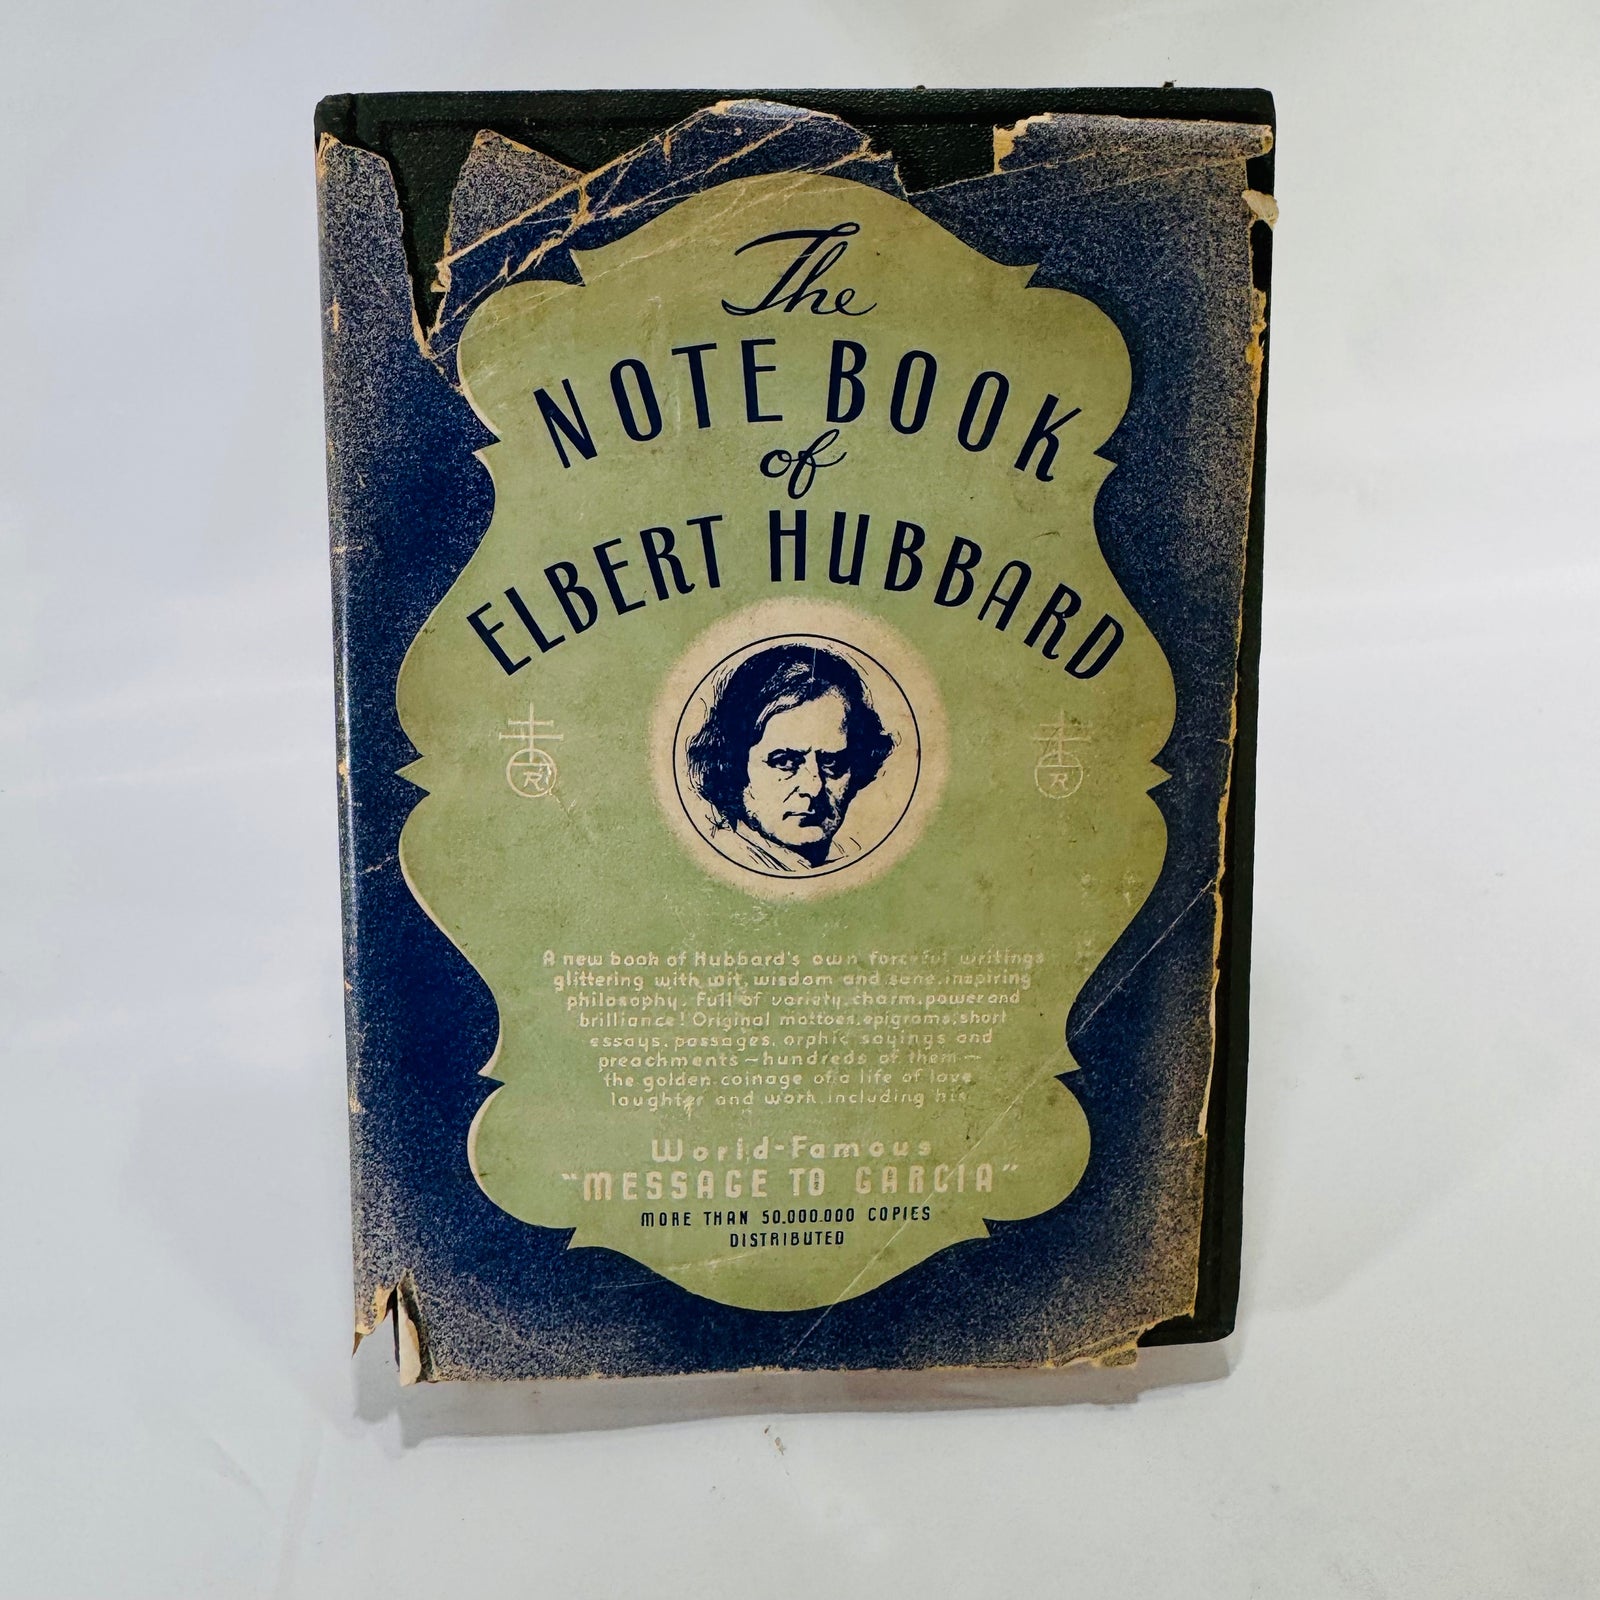 The
NOTE BOOK
of
ELBERT HUBBARD
R R
A new book of Hubbard's own forceful writings
glittering with wit, wisdom and sane, inspiring
philosophy. Full of variety, charm, power and
brilliance! Original mottoes, epigrams, short
essays, passages, orphic sayings and
preachments – hundreds of them –
the golden coinage of a life of love
laughter and work, including his
World-Famous
"MESSAGE TO GARCIA"
MORE THAN 50,000,000 COPIES
DISTRIBUTED